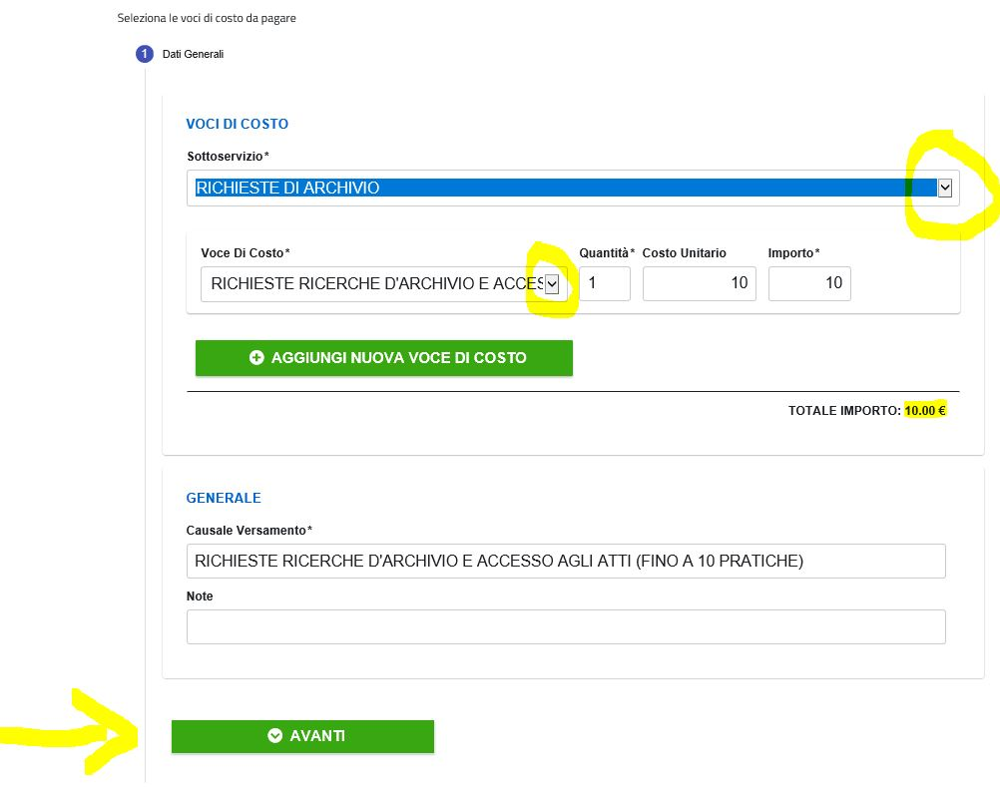 Seleziona le voci di costo da pagare
1 Dati Generali
VOCI DI COSTO
Sottoservizio*
RICHIESTE DI ARCHIVIO
Voce Di Costo* Quantità* Costo Unitario Importo*
RICHIESTE RICERCHE D'ARCHIVIO E ACCES 1 10 10
AGGIUNGI NUOVA VOCE DI COSTO
TOTALE IMPORTO: 10.00 €
GENERALE
Causale Versamento*
RICHIESTE RICERCHE D'ARCHIVIO E ACCESSO AGLI ATTI (FINO A 10 PRATICHE)
Note
AVANTI